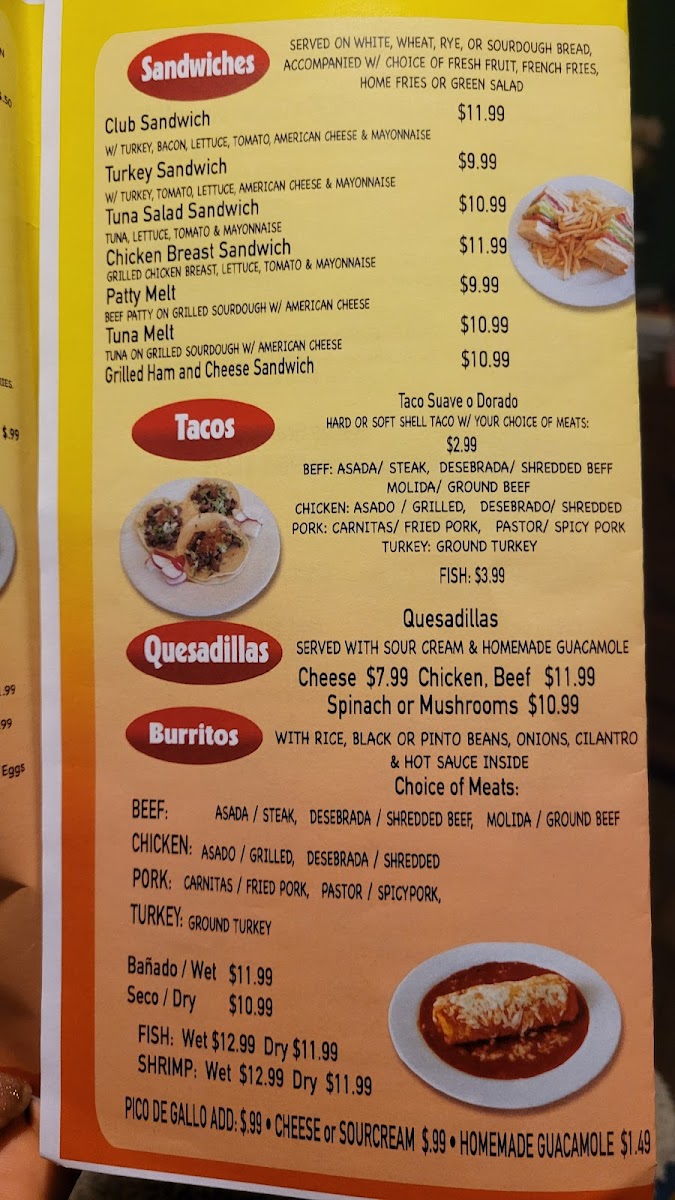 Sandwiches
SERVED ON WHITE, WHEAT, RYE, OR SOURDOUGH BREAD,
ACCOMPANIED W/ CHOICE OF FRESH FRUIT, FRENCH FRIES,
HOME FRIES OR GREEN SALAD
Club Sandwich $11.99
W/ TURKEY, BACON, LETTUCE, TOMATO, AMERICAN CHEESE & MAYONNAISE
Turkey Sandwich $9.99
W/ TURKEY, TOMATO, LETTUCE, AMERICAN CHEESE & MAYONNAISE
Tuna Salad Sandwich $10.99
TUNA, LETTUCE, TOMATO & MAYONNAISE
Chicken Breast Sandwich $11.99
GRILLED CHICKEN BREAST, LETTUCE, TOMATO & MAYONNAISE
Patty Melt $9.99
BEEF PATTY ON GRILLED SOURDOUGH W/ AMERICAN CHEESE
Tuna Melt $10.99
TUNA ON GRILLED SOURDOUGH W/ AMERICAN CHEESE
Grilled Ham and Cheese Sandwich $10.99
Tacos
Taco Suave o Dorado
HARD OR SOFT SHELL TACO W/ YOUR CHOICE OF MEATS:
$2.99
BEFF: ASADA/ STEAK, DESEBRADA/ SHREDDED BEFF
MOLIDA/ GROUND BEEF
CHICKEN: ASADO / GRILLED, DESEBRADO/ SHREDDED
PORK: CARNITAS/ FRIED PORK, PASTOR/ SPICY PORK
TURKEY: GROUND TURKEY
FISH: $3.99
Quesadillas
Quesadillas
SERVED WITH SOUR CREAM & HOMEMADE GUACAMOLE
Cheese $7.99 Chicken, Beef $11.99
Spinach or Mushrooms $10.99
Burritos
WITH RICE, BLACK OR PINTO BEANS, ONIONS, CILANTRO
& HOT SAUCE INSIDE
Choice of Meats:
BEEF: ASADA / STEAK, DESEBRADA / SHREDDED BEEF, MOLIDA / GROUND BEEF
CHICKEN: ASADO / GRILLED, DESEBRADA / SHREDDED
PORK: CARNITAS / FRIED PORK, PASTOR / SPICYPORK,
TURKEY: GROUND TURKEY
Bañado / Wet $11.99
Seco / Dry $10.99
FISH: Wet $12.99 Dry $11.99
SHRIMP: Wet $12.99 Dry $11.99
PICO DE GALLO ADD: $.99 • CHEESE or SOURCREAM $.99 • HOMEMADE GUACAMOLE $1.49
$.99
.99
.99
Eggs